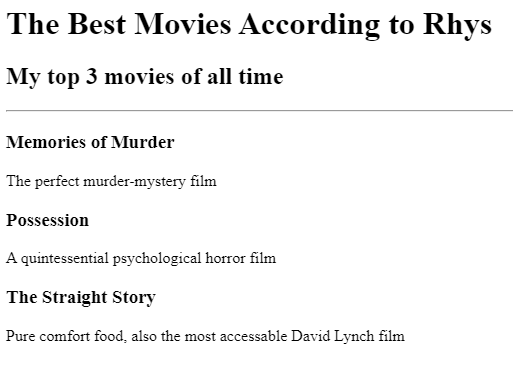 The Best Movies According to Rhys
My top 3 movies of all time
Memories of Murder
The perfect murder-mystery film
Possession
A quintessential psychological horror film
The Straight Story
Pure comfort food, also the most accessable David Lynch film